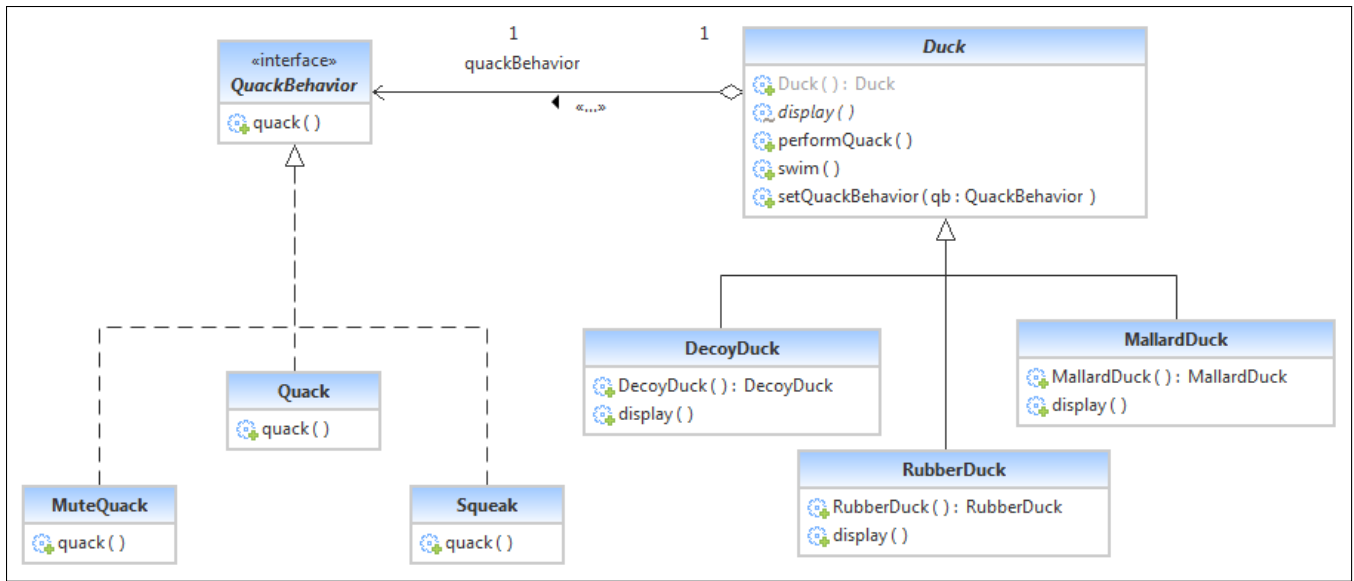 1
1
quackBehavior
«...»
«interface»
QuackBehavior
quack ( )
Duck
Duck ( ) : Duck
display ( )
performQuack ( )
swim ( )
setQuackBehavior ( qb : QuackBehavior )
DecoyDuck
DecoyDuck ( ) : DecoyDuck
display ( )
MallardDuck
MallardDuck ( ) : MallardDuck
display ( )
Quack
quack ( )
RubberDuck
RubberDuck ( ) : RubberDuck
display ( )
MuteQuack
quack ( )
Squeak
quack ( )